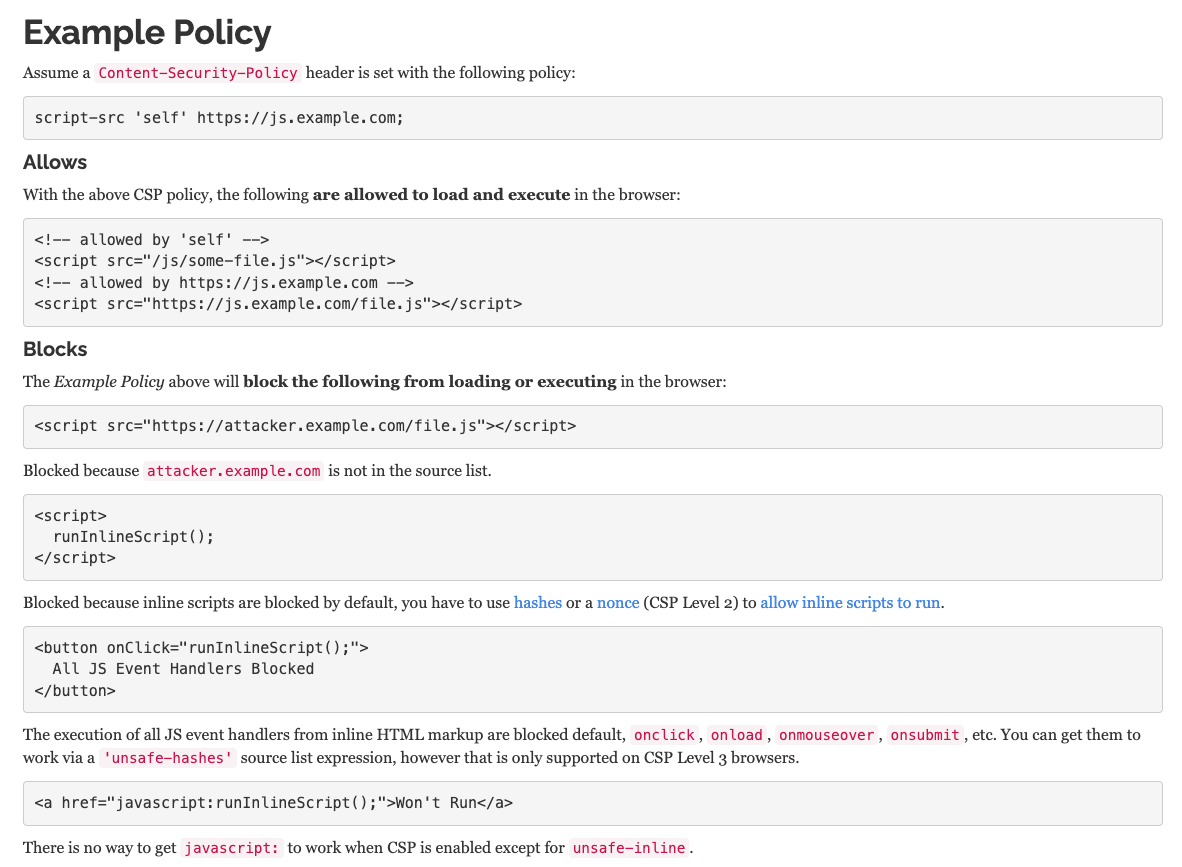 Example Policy
Assume a Content-Security-Policy header is set with the following policy:
script-src 'self' https://js.example.com;
Allows
With the above CSP policy, the following are allowed to load and execute in the browser:
<!-- allowed by 'self' -->
<script src="/js/some-file.js"></script>
<!-- allowed by https://js.example.com -->
<script src="https://js.example.com/file.js"></script>
Blocks
The Example Policy above will block the following from loading or executing in the browser:
<script src="https://attacker.example.com/file.js"></script>
Blocked because attacker.example.com is not in the source list.
<script>
  runInlineScript();
</script>
Blocked because inline scripts are blocked by default, you have to use hashes or a nonce (CSP Level 2) to allow inline scripts to run.
<button onClick="runInlineScript();">
  All JS Event Handlers Blocked
</button>
The execution of all JS event handlers from inline HTML markup are blocked default, onclick, onload, onmouseover, onsubmit, etc. You can get them to
work via a 'unsafe-hashes' source list expression, however that is only supported on CSP Level 3 browsers.
<a href="javascript:runInlineScript();">Won't Run</a>
There is no way to get javascript: to work when CSP is enabled except for unsafe-inline.